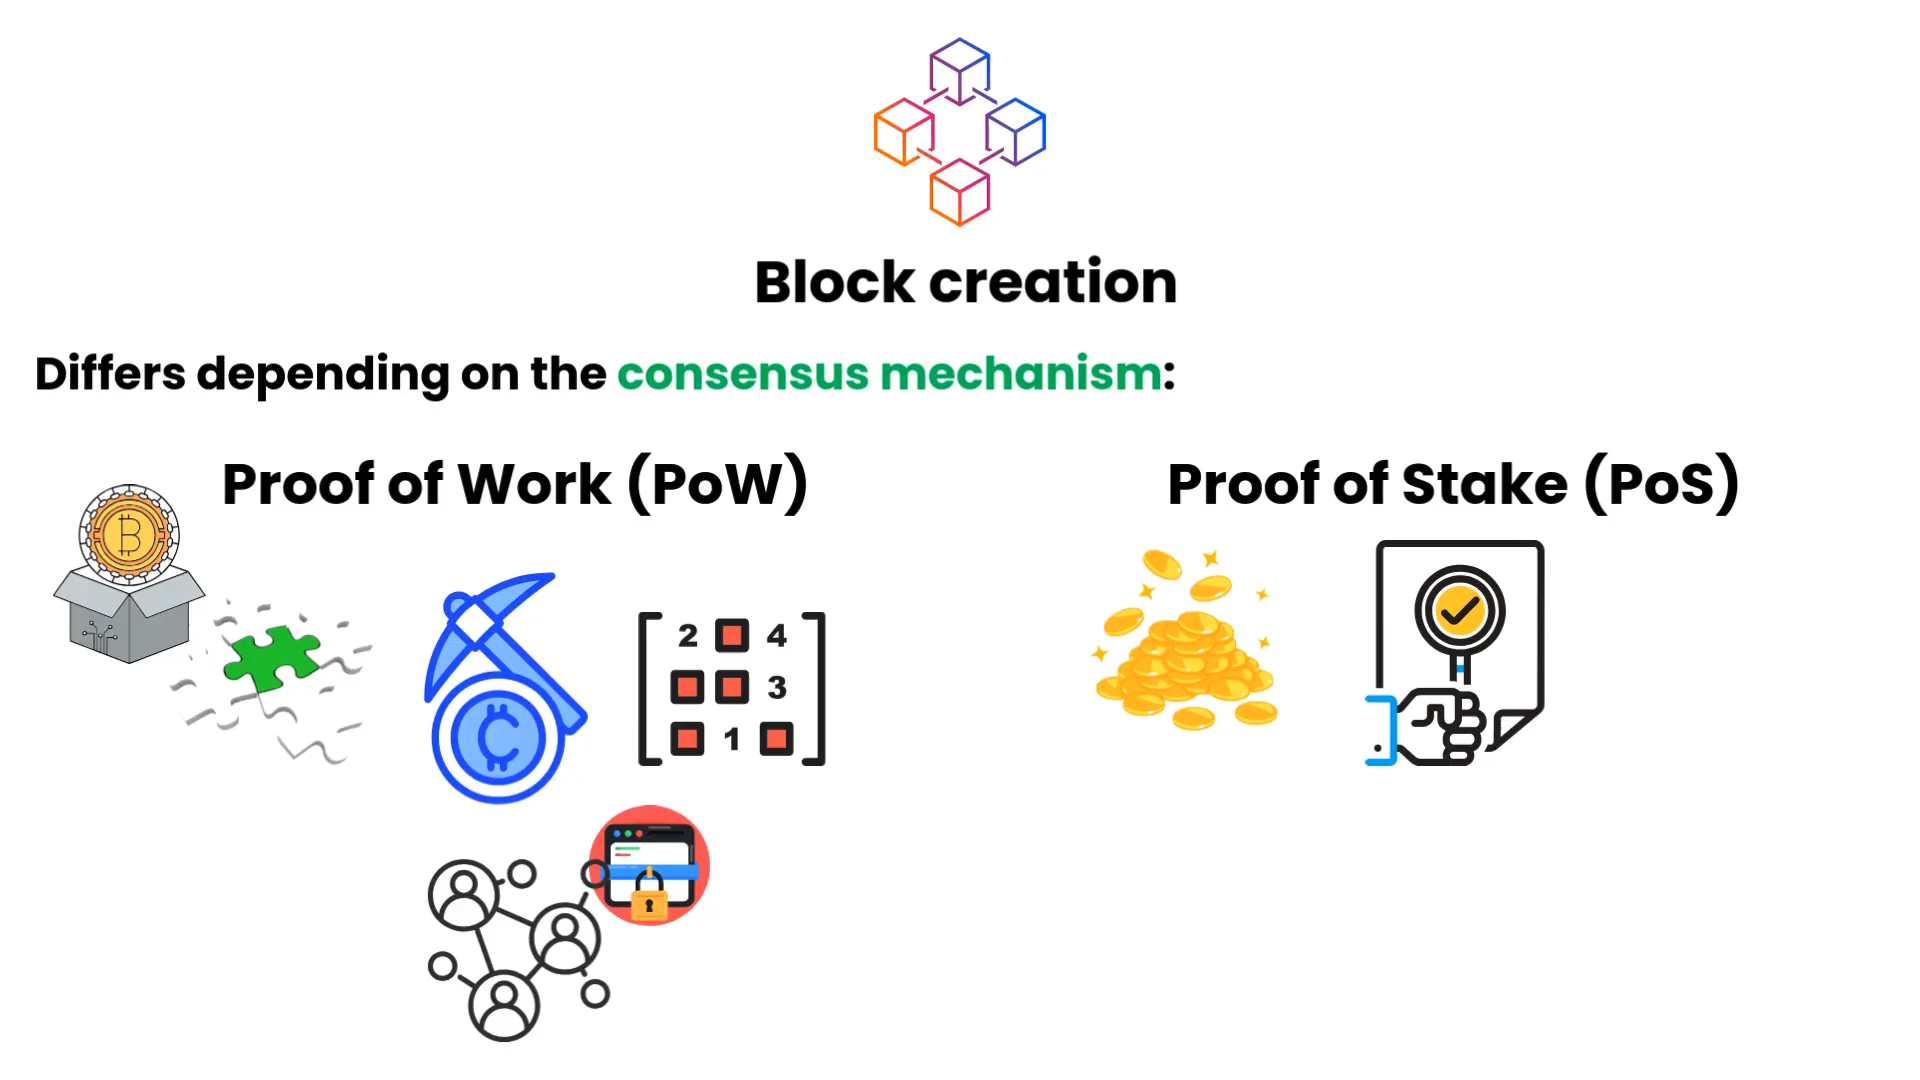 Block creation
Differs depending on the consensus mechanism:
Proof of Work (PoW)
Proof of Stake (PoS)
2 4
3
1